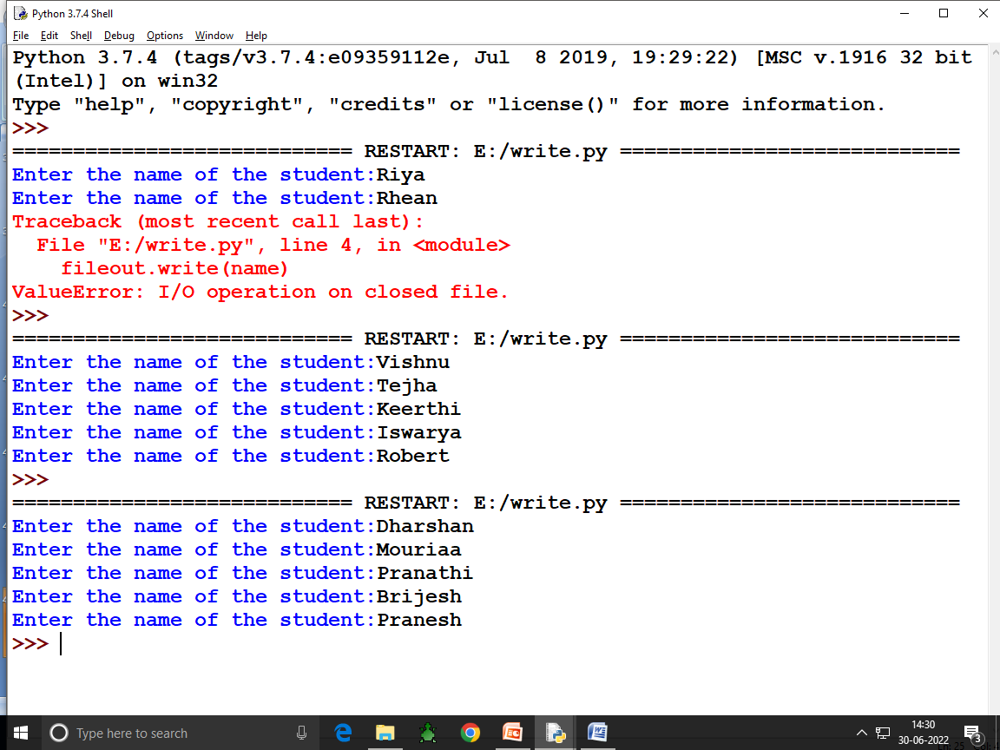 Python 3.7.4 Shell
File Edit Shell Debug Options Window Help
Python 3.7.4 (tags/v3.7.4:e09359112e, Jul  8 2019, 19:29:22) [MSC v.1916 32 bit
(Intel)] on win32
Type "help", "copyright", "credits" or "license()" for more information.
>>>
============================ RESTART: E:/write.py ============================
Enter the name of the student:Riya
Enter the name of the student:Rhean
Traceback (most recent call last):
  File "E:/write.py", line 4, in <module>
    fileout.write(name)
ValueError: I/O operation on closed file.
>>>
============================ RESTART: E:/write.py ============================
Enter the name of the student:Vishnu
Enter the name of the student:Tejha
Enter the name of the student:Keerthi
Enter the name of the student:Iswarya
Enter the name of the student:Robert
>>>
============================ RESTART: E:/write.py ============================
Enter the name of the student:Dharshan
Enter the name of the student:Mouriaa
Enter the name of the student:Pranathi
Enter the name of the student:Brijesh
Enter the name of the student:Pranesh
>>>
Type here to search
14:30
30-06-2022
3